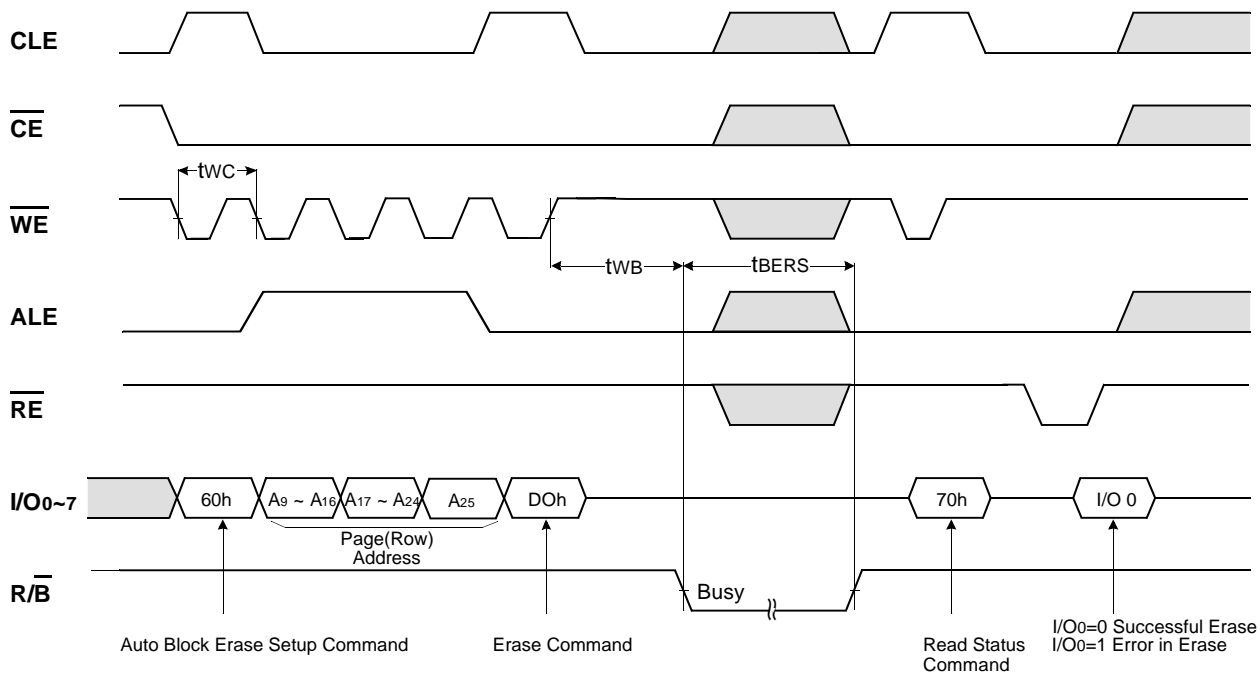 CLE
CE
tWC
WE
tWB
tBERS
ALE
RE
I/O0~7
60h
A9 ~ A16
A17 ~ A24
A25
DOh
70h
I/O 0
Page(Row)
Address
R/B
Busy
Auto Block Erase Setup Command
Erase Command
Read Status
Command
I/O0=0 Successful Erase
I/O0=1 Error in Erase